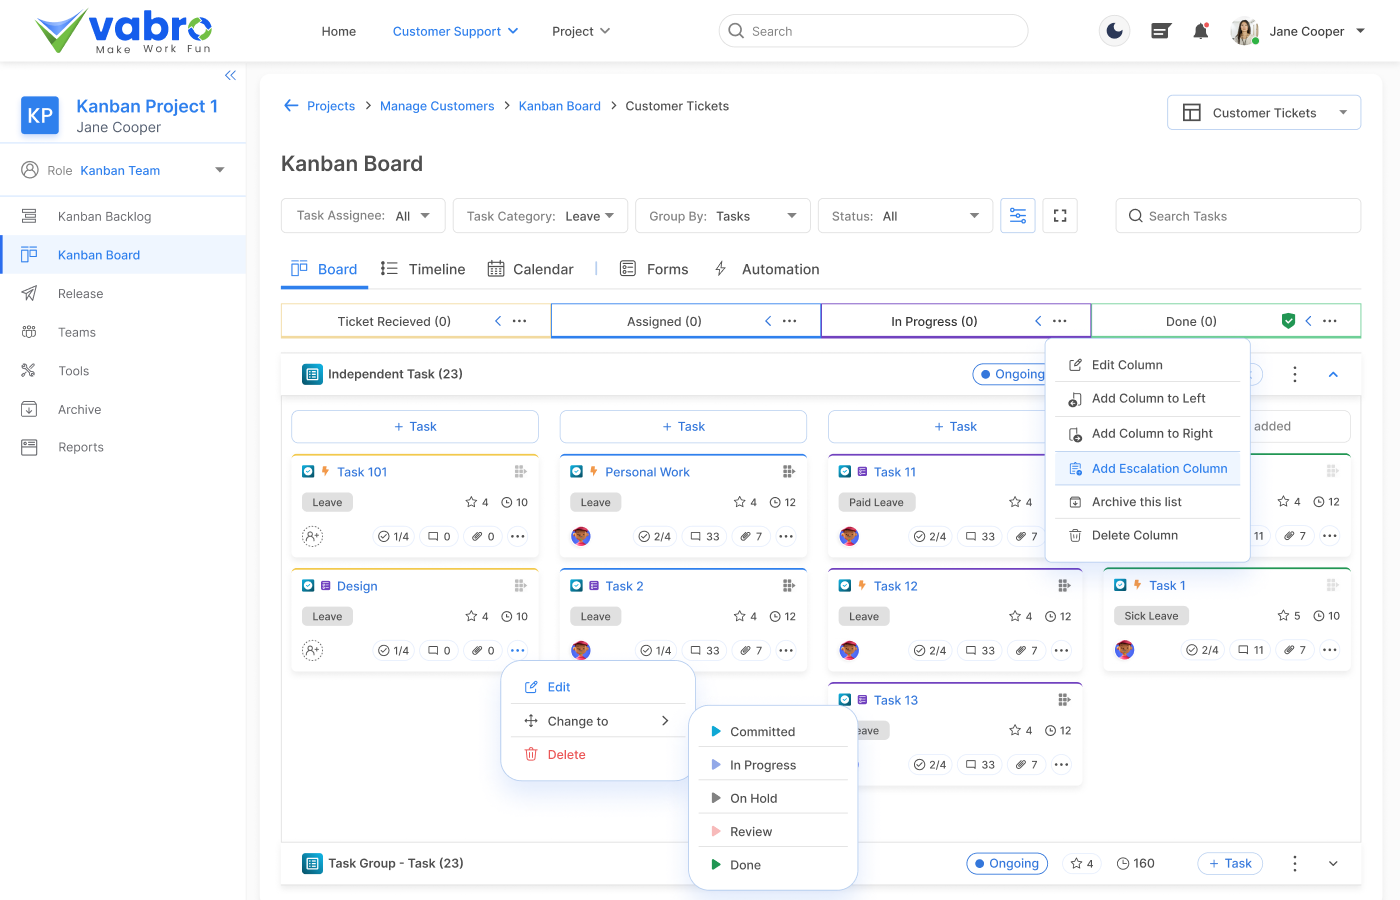 vabro
Make Work Fun
Home
Customer Support
Project
Search
Jane Cooper
KP
Kanban Project 1
Jane Cooper
Role Kanban Team
Kanban Backlog
Kanban Board
Release
Teams
Tools
Archive
Reports
Projects > Manage Customers > Kanban Board > Customer Tickets
Customer Tickets
Kanban Board
Task Assignee: All
Task Category: Leave
Group By: Tasks
Status: All
Search Tasks
Board
Timeline
Calendar
Forms
Automation
Ticket Recieved (0)
Assigned (0)
In Progress (0)
Done (0)
Independent Task (23)
Ongoing
+ Task
+ Task
+ Task
added
Task 101
Leave
4
10
1/4
0
0
Design
Leave
4
10
1/4
0
0
Personal Work
Leave
4
12
2/4
33
7
Task 2
Leave
4
12
1/4
33
7
Task 11
Paid Leave
4
2/4
33
7
Task 12
Leave
4
12
2/4
33
7
Task 13
eave
4
12
2/4
33
7
4
12
11
7
Task 1
Sick Leave
5
10
2/4
11
7
Edit Column
Add Column to Left
Add Column to Right
Add Escalation Column
Archive this list
Delete Column
Edit
Change to
Delete
Committed
In Progress
On Hold
Review
Done
Task Group - Task (23)
Ongoing
4
160
+ Task